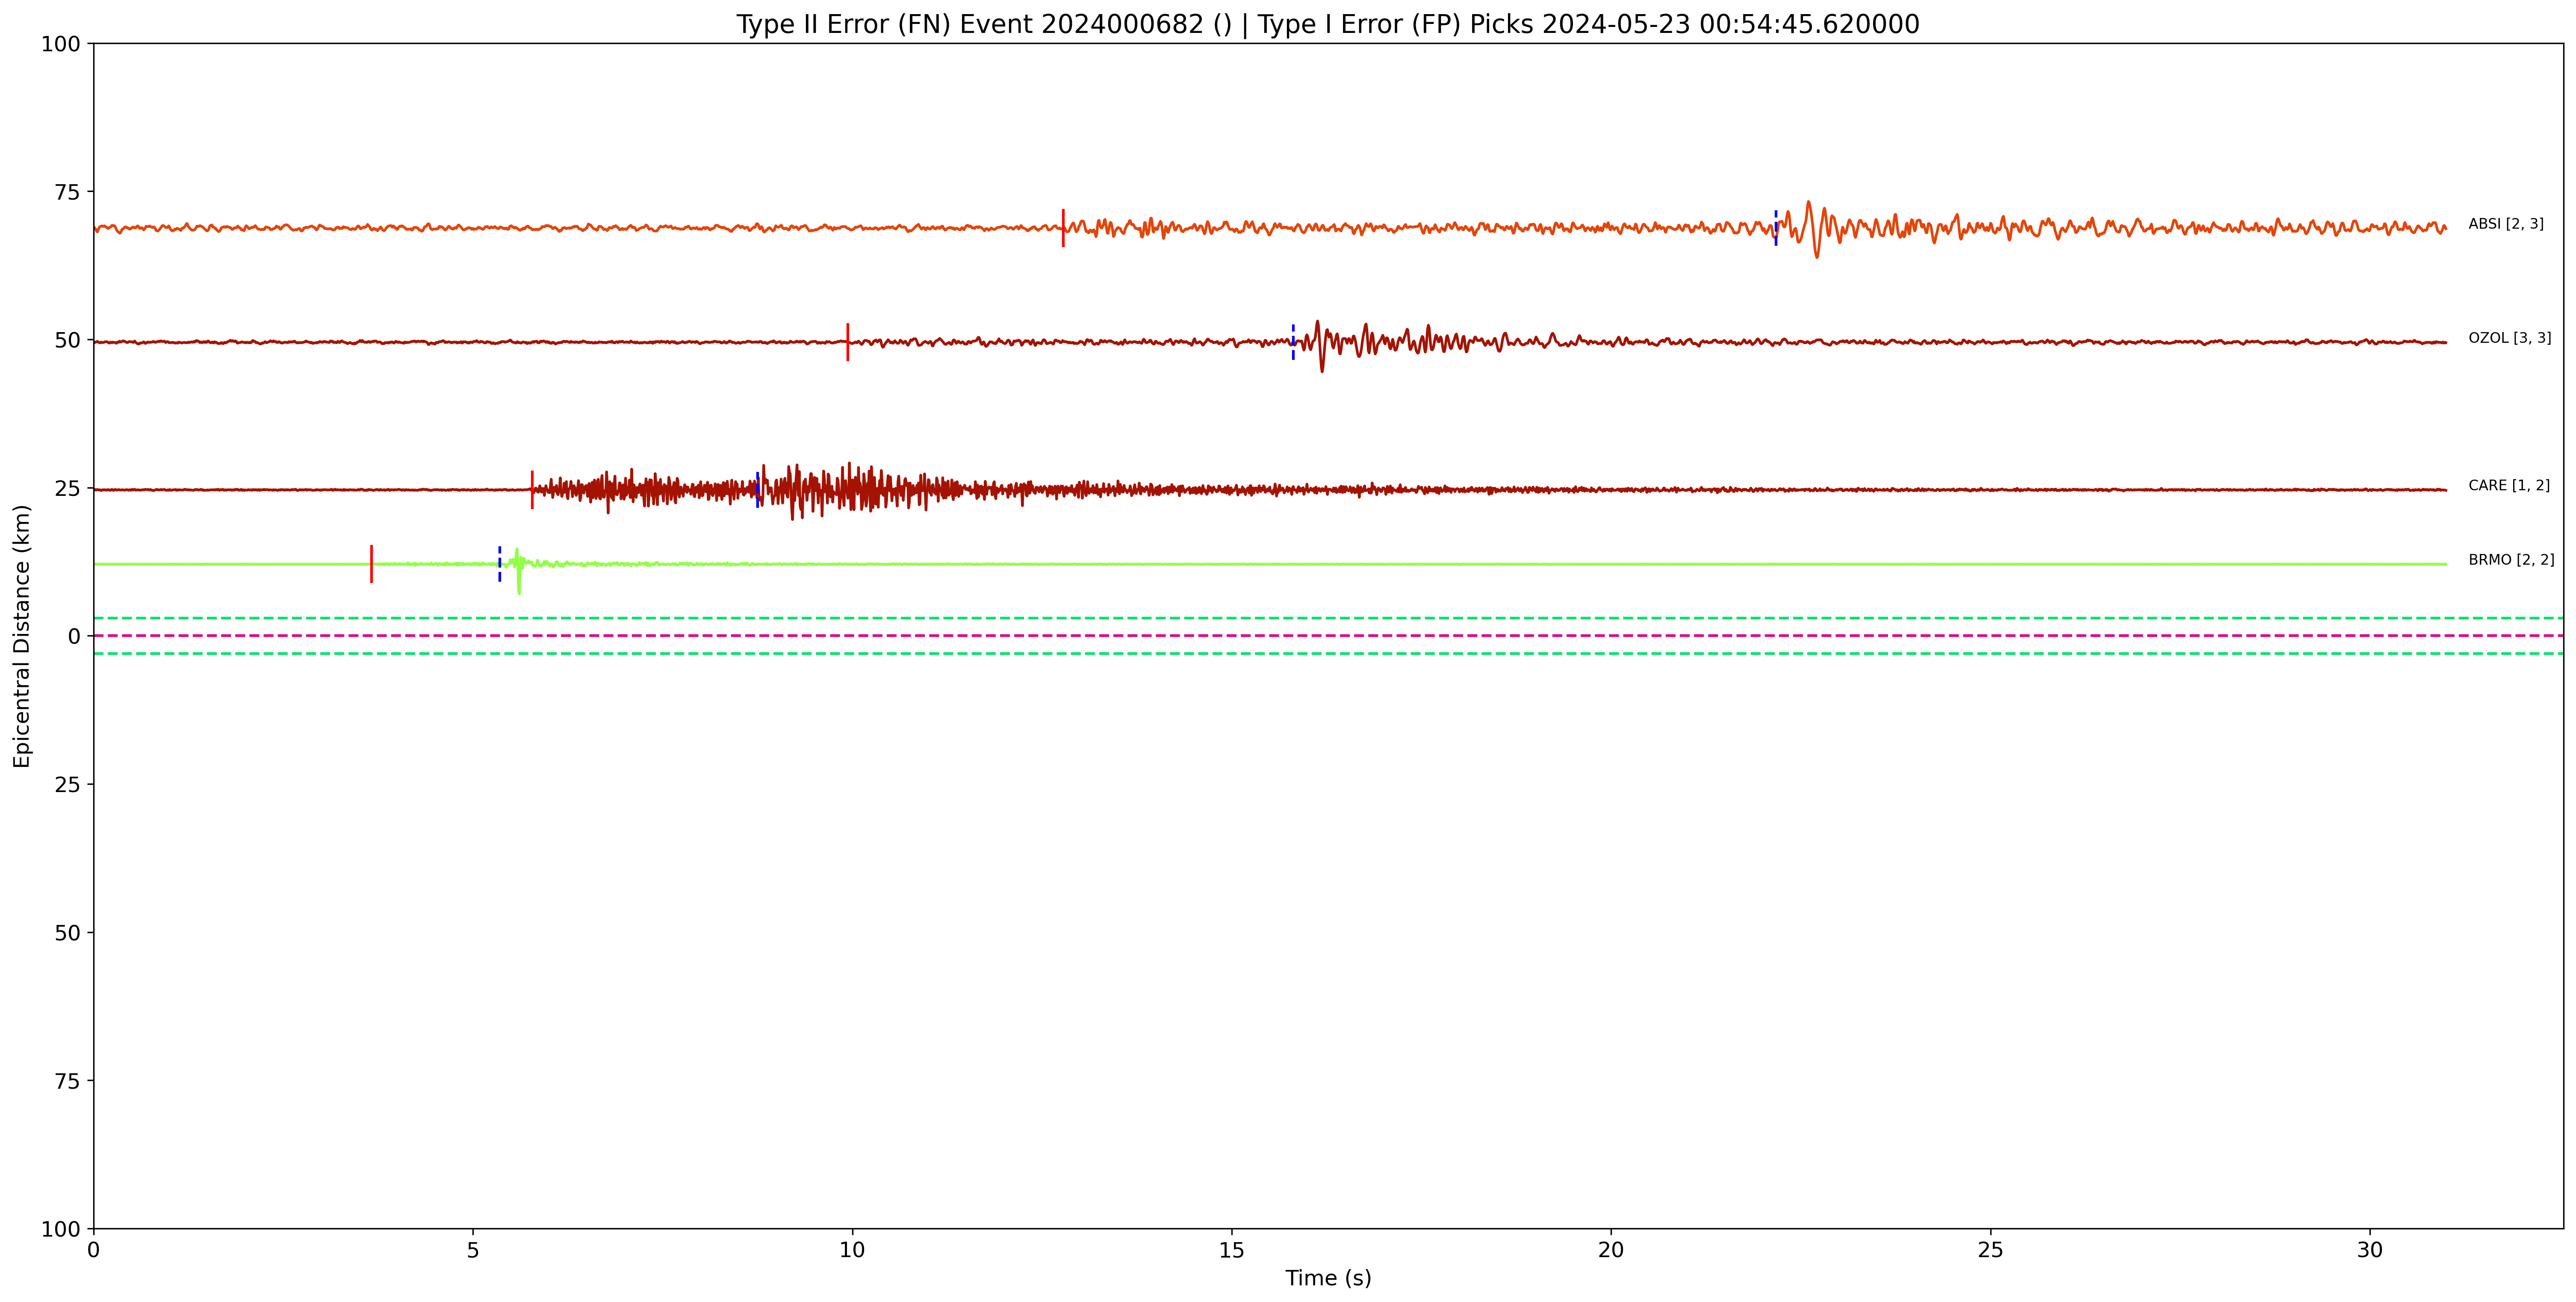 Type II Error (FN) Event 2024000682 () | Type I Error (FP) Picks 2024-05-23 00:54:45.620000
100
75
50
25
0
25
50
75
100
Epicentral Distance (km)
ABSI [2, 3]
OZOL [3, 3]
CARE [1, 2]
BRMO [2, 2]
0 5 10 15 20 25 30
Time (s)